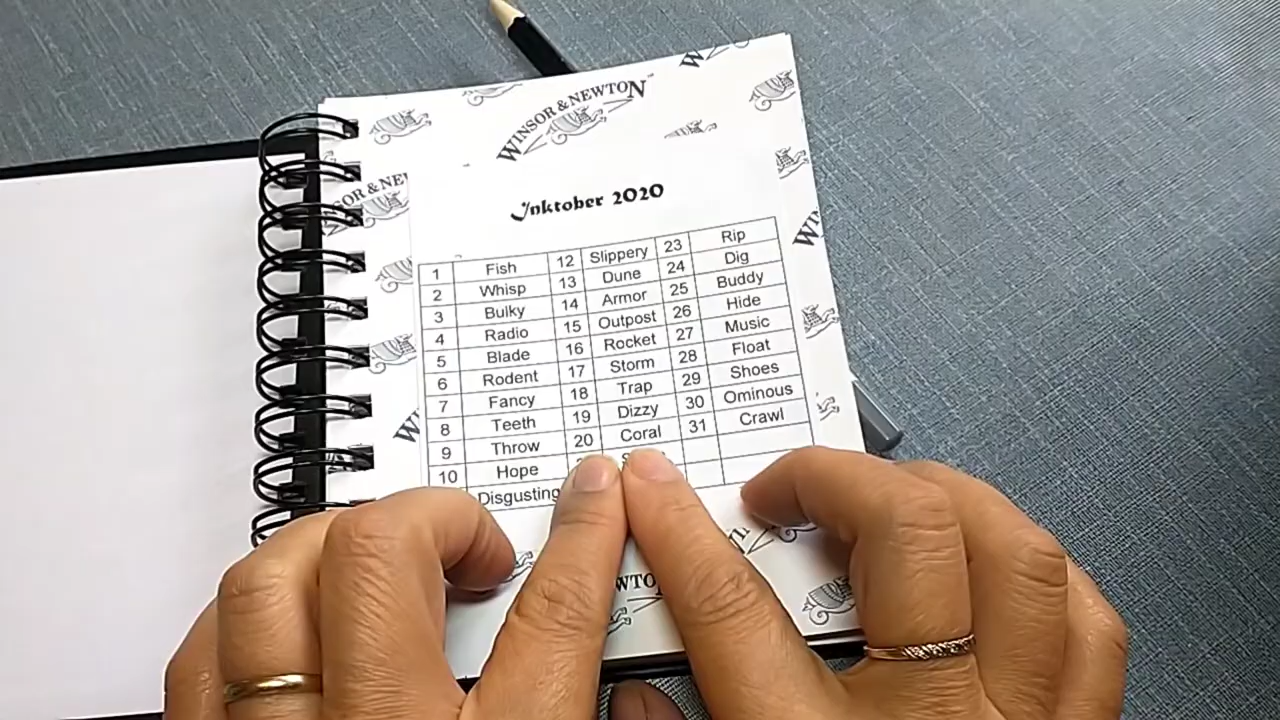 WINSOR & NEWTON
WINSOR & NEW
Inktober 2020
1 Fish 12 Slippery 23 Rip
2 Whisp 13 Dune 24 Dig
3 Bulky 14 Armor 25 Buddy
4 Radio 15 Outpost 26 Hide
5 Blade 16 Rocket 27 Music
6 Rodent 17 Storm 28 Float
7 Fancy 18 Trap 29 Shoes
8 Teeth 19 Dizzy 30 Ominous
9 Throw 20 Coral 31 Crawl
10 Hope
Disgusting